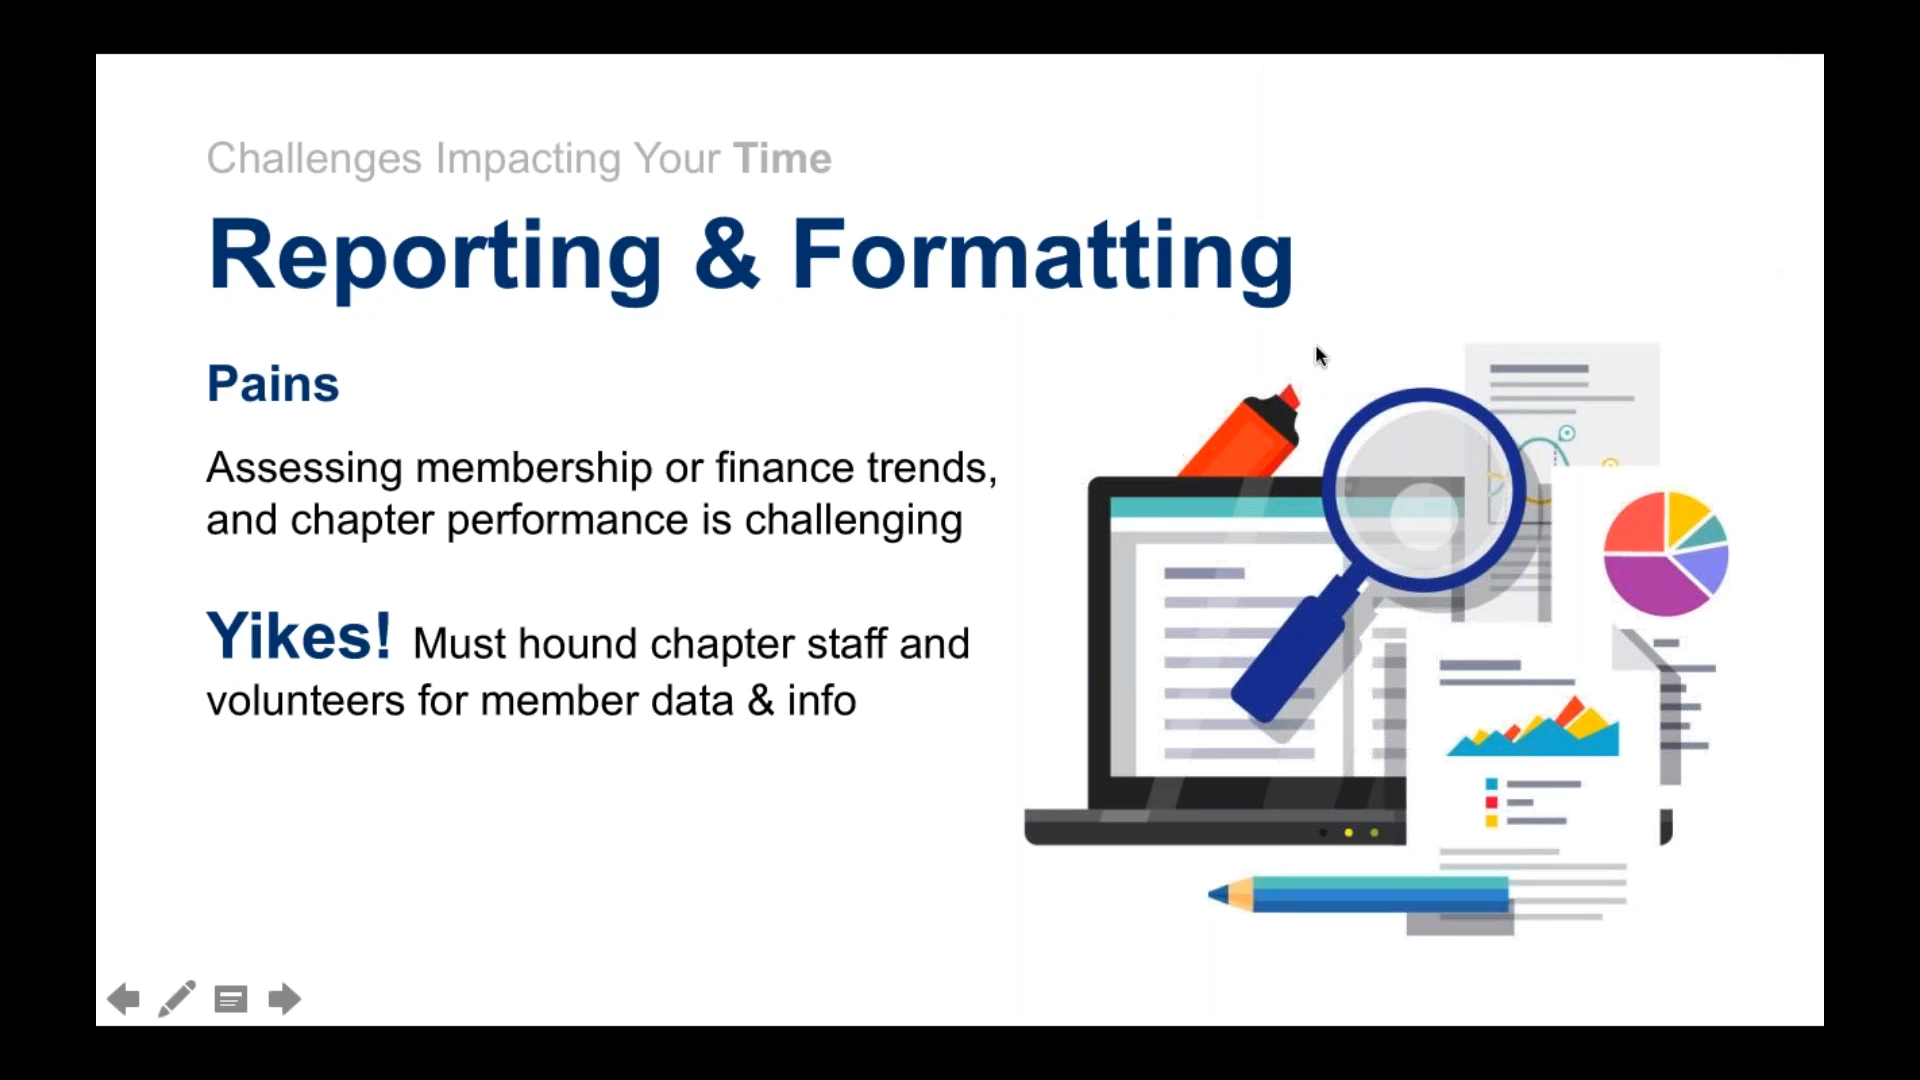 Challenges Impacting Your Time
Reporting & Formatting
Pains
Assessing membership or finance trends,
and chapter performance is challenging
Yikes! Must hound chapter staff and
volunteers for member data & info